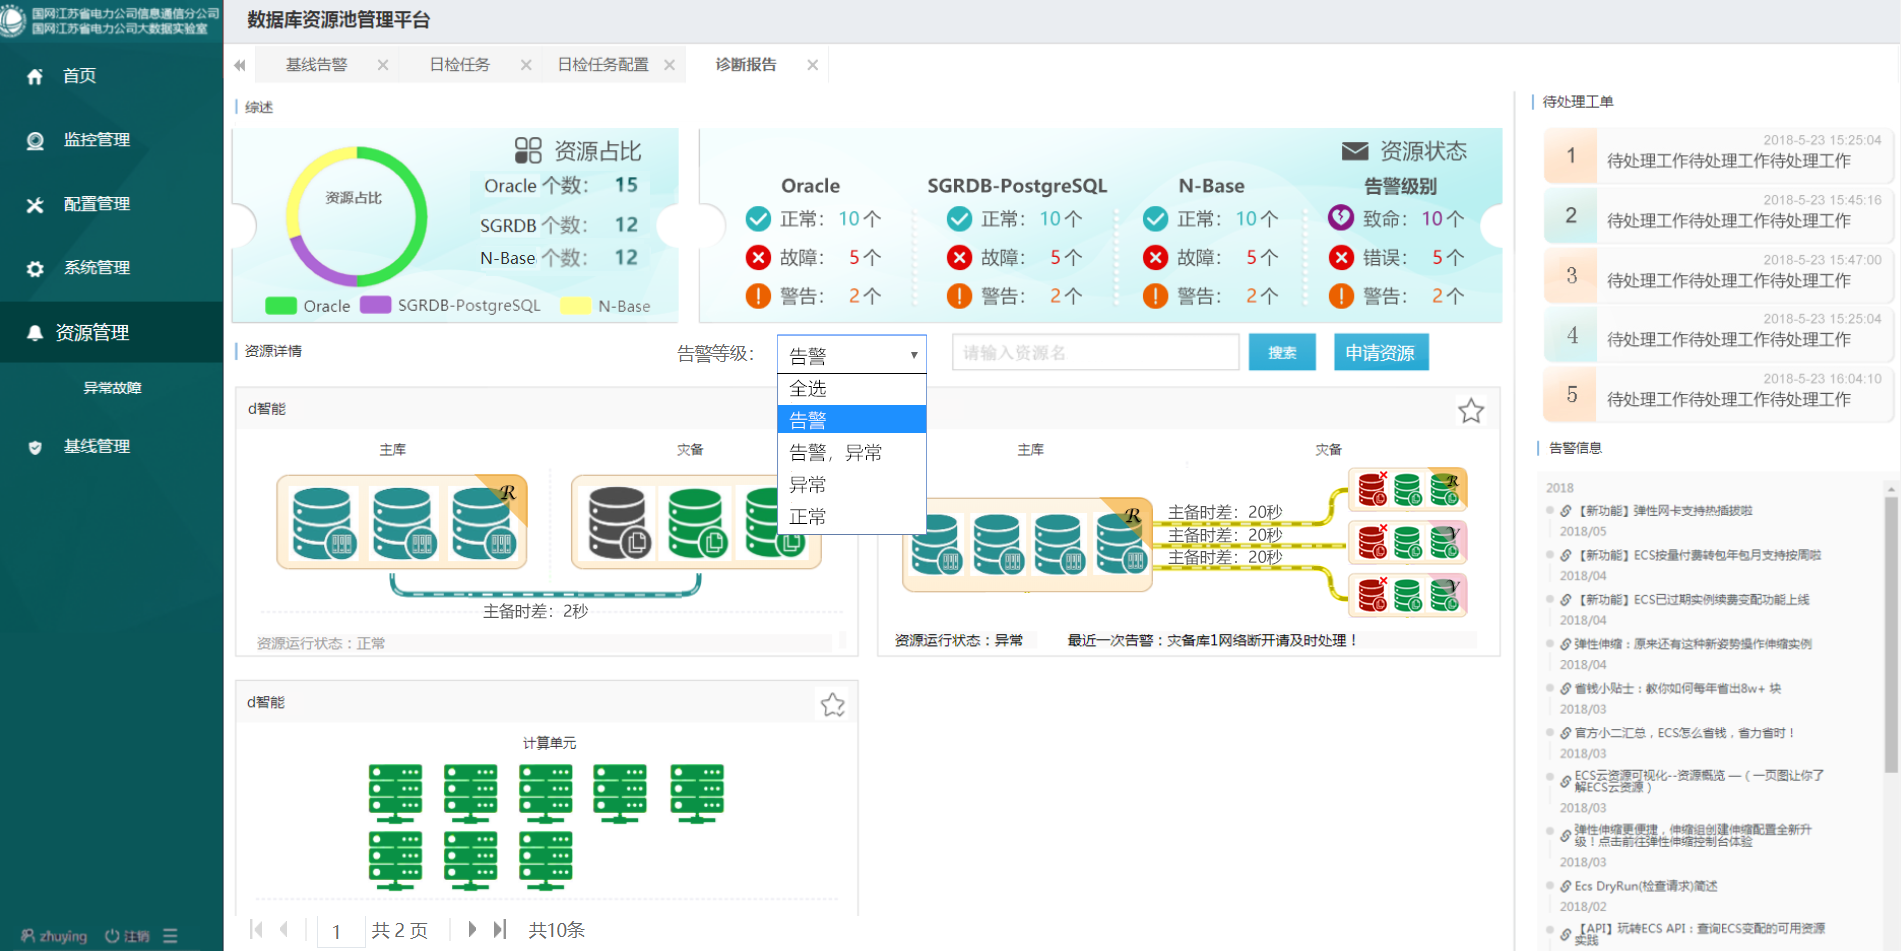 国网江苏省电力公司信息通信分公司
国网江苏省电力公司大数据实验室
数据库资源池管理平台
首页
监控管理
配置管理
系统管理
资源管理
异常故障
基线管理
zhuying 注销
基线告警 日检任务 日检任务配置 诊断报告
综述
资源占比
资源占比
Oracle 个数： 15
SGRDB 个数： 12
N-Base 个数： 12
Oracle SGRDB-PostgreSQL N-Base
资源状态
Oracle SGRDB-PostgreSQL N-Base 告警级别
正常： 10个 正常： 10个 正常： 10个 致命： 10个
故障： 5个 故障： 5个 故障： 5个 错误： 5个
警告： 2个 警告： 2个 警告： 2个 警告： 2个
资源详情
告警等级： 告警 请输入资源名 搜索 申请资源
全选
告警
告警，异常
异常
正常
d智能
主库 灾备
R
主备时差：2秒
资源运行状态：正常
主库 灾备
R
主备时差：20秒
主备时差：20秒
主备时差：20秒
R
V
V
资源运行状态：异常 最近一次告警：灾备库1网络断开请及时处理！
d智能
计算单元
1 共 2 页 共10条
待处理工单
1 2018-5-23 15:25:04
待处理工作待处理工作待处理工作
2 2018-5-23 15:45:16
待处理工作待处理工作待处理工作
3 2018-5-23 15:47:00
待处理工作待处理工作待处理工作
4 2018-5-23 15:25:04
待处理工作待处理工作待处理工作
5 2018-5-23 16:04:10
待处理工作待处理工作待处理工作
告警信息
2018
【新功能】弹性网卡支持热插拔啦
2018/05
【新功能】ECS按量付费转包年包月支持按周啦
2018/04
【新功能】ECS已过期实例续费变配功能上线
2018/04
弹性伸缩：原来还有这种新姿势操作伸缩实例
2018/04
省钱小贴士：教你如何每年省出8w+ 块
2018/03
官方小二汇总，ECS怎么省钱，省力省时！
2018/03
ECS云资源可视化--资源概览 —（一页图让你了
解ECS云资源）
2018/03
弹性伸缩更便捷，伸缩组创建伸缩配置全新升
级！点击前往弹性伸缩控制台体验
2018/03
Ecs DryRun(检查请求)简述
2018/02
【API】玩转ECS API：查询ECS变配的可用资源
实践